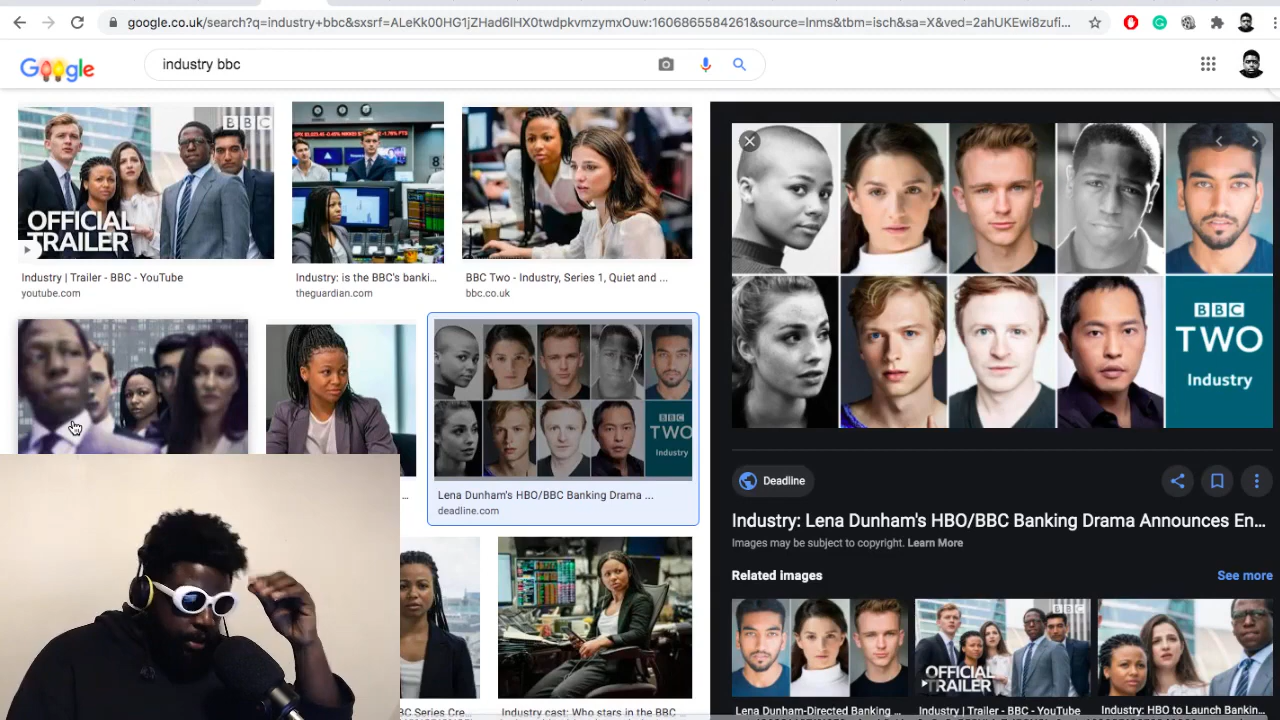 google.co.uk/search?q=industry+bbc&sxsrf=ALeKk00HG1jZHad6IHX0twdpkvmzymxOuw:1606865584261&source=lnms&tbm=isch&sa=X&ved=2ahUKEwi8zufi...
Google
industry bbc
BBC
OFFICIAL
TRAILER
Industry | Trailer - BBC - YouTube
youtube.com
Industry: is the BBC's banki...
theguardian.com
BBC Two - Industry, Series 1, Quiet and ...
bbc.co.uk
BBC
TWO
Industry
BBC
TWO
Industry
...
Lena Dunham's HBO/BBC Banking Drama ...
deadline.com
Deadline
Industry: Lena Dunham's HBO/BBC Banking Drama Announces En...
Images may be subject to copyright. Learn More
Related images
See more
OFFICIAL
TRAILER
BC Series Cre...
Industry cast: Who stars in the BBC ...
Lena Dunham-Directed Banking ...
Industry | Trailer - BBC - YouTube
Industry: HBO to Launch Bankin...